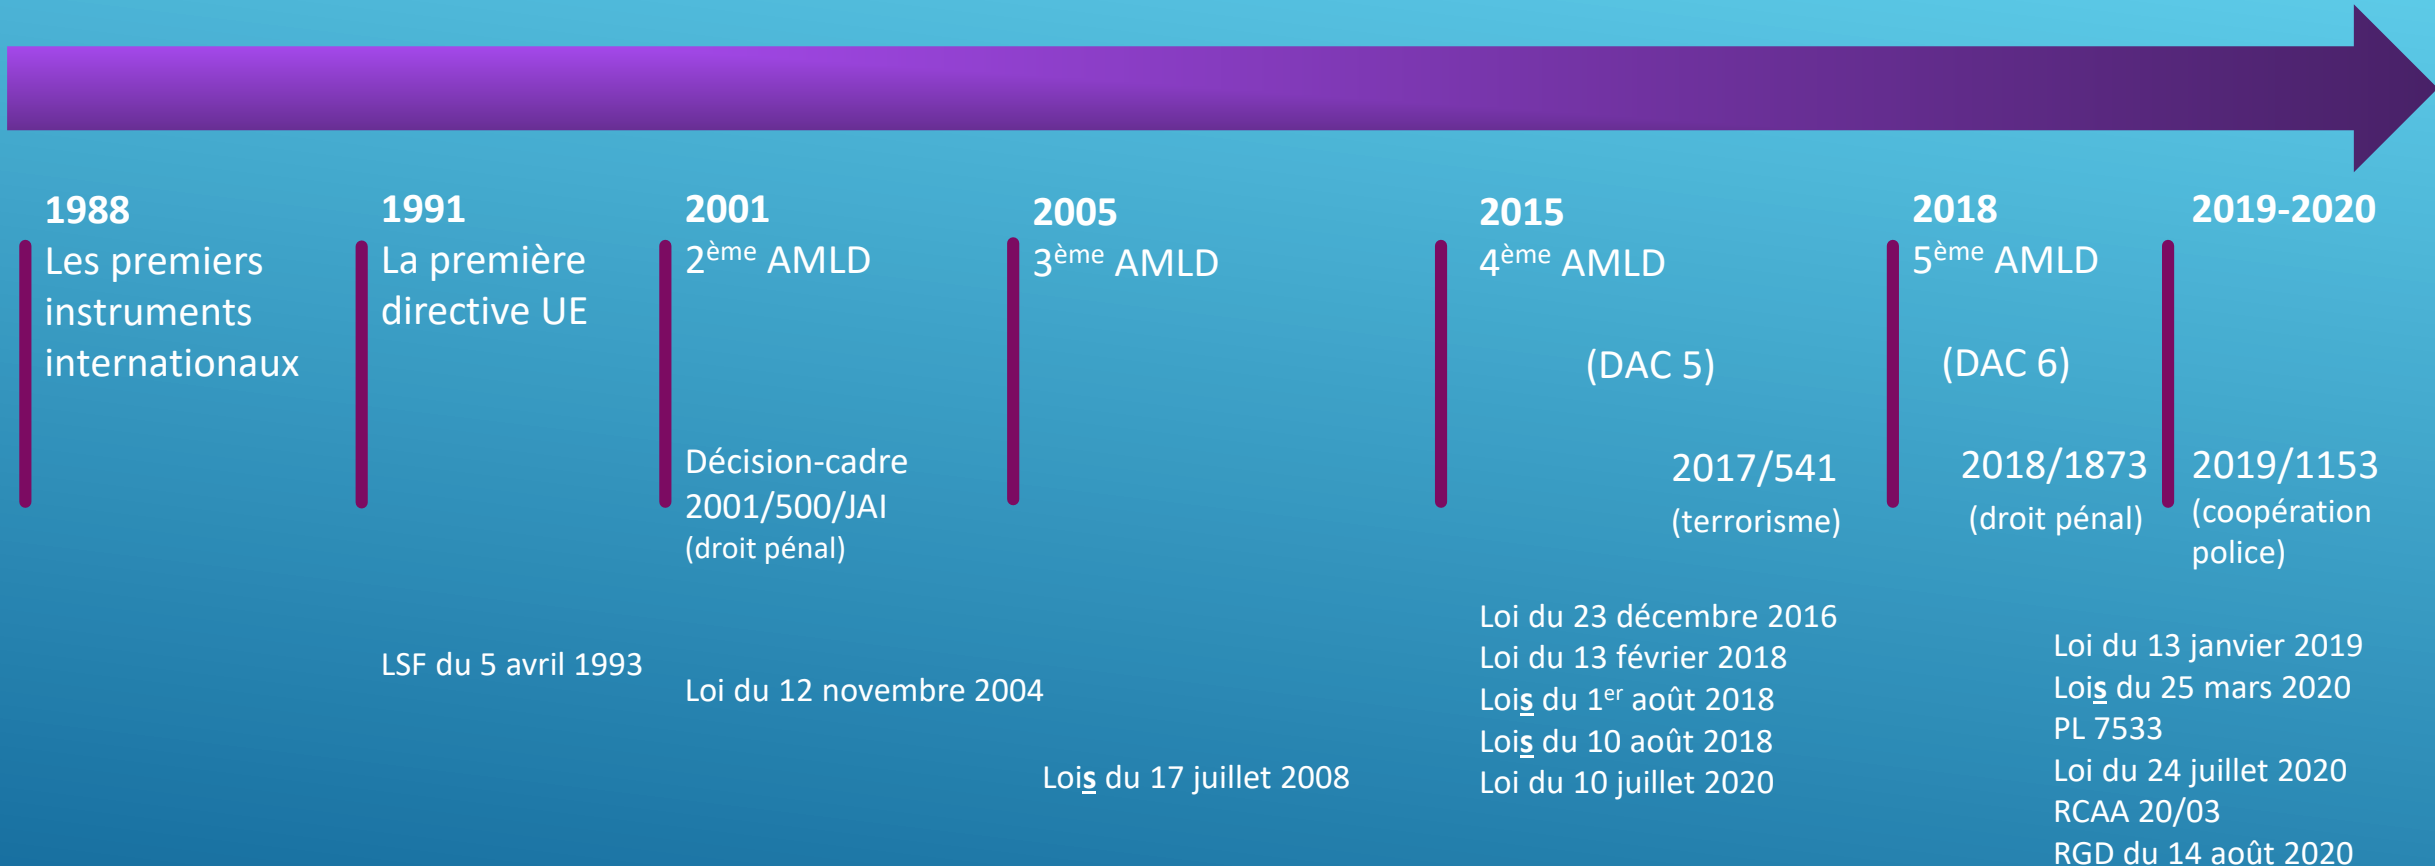 1988
Les premiers
instruments
internationaux
1991
La première
directive UE
LSF du 5 avril 1993
2001
2ème AMLD
Décision-cadre
2001/500/JAI
(droit pénal)
Loi du 12 novembre 2004
2005
3ème AMLD
Lois du 17 juillet 2008
2015
4ème AMLD
(DAC 5)
2017/541
(terrorisme)
Loi du 23 décembre 2016
Loi du 13 février 2018
Lois du 1er août 2018
Lois du 10 août 2018
Loi du 10 juillet 2020
2018
5ème AMLD
(DAC 6)
2018/1873
(droit pénal)
2019-2020
2019/1153
(coopération
police)
Loi du 13 janvier 2019
Lois du 25 mars 2020
PL 7533
Loi du 24 juillet 2020
RCAA 20/03
RGD du 14 août 2020